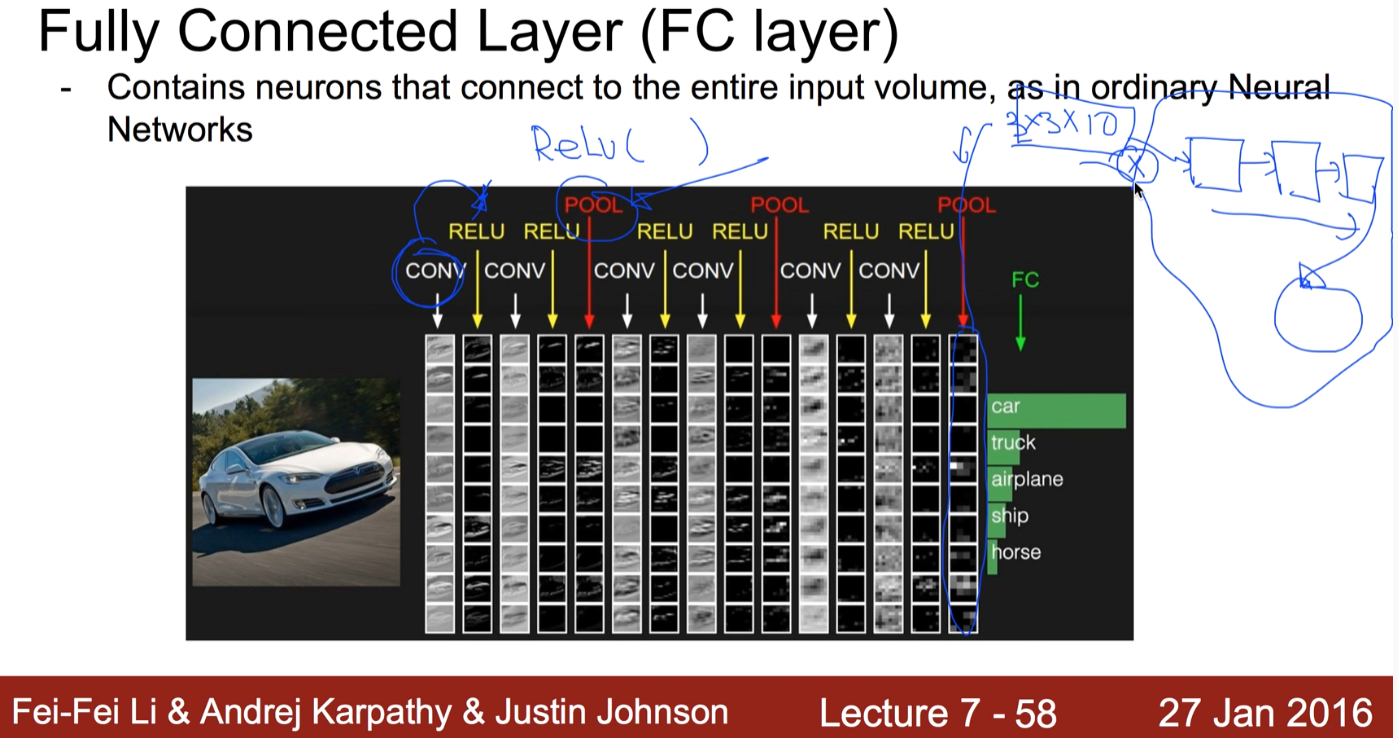 Fully Connected Layer (FC layer)
- Contains neurons that connect to the entire input volume, as in ordinary Neural
Networks
3x3x10
ReLu( )
X
POOL POOL POOL
RELU RELU RELU RELU RELU RELU
CONV CONV CONV CONV CONV CONV
FC
car
truck
airplane
ship
horse
Fei-Fei Li & Andrej Karpathy & Justin Johnson Lecture 7 - 58 27 Jan 2016